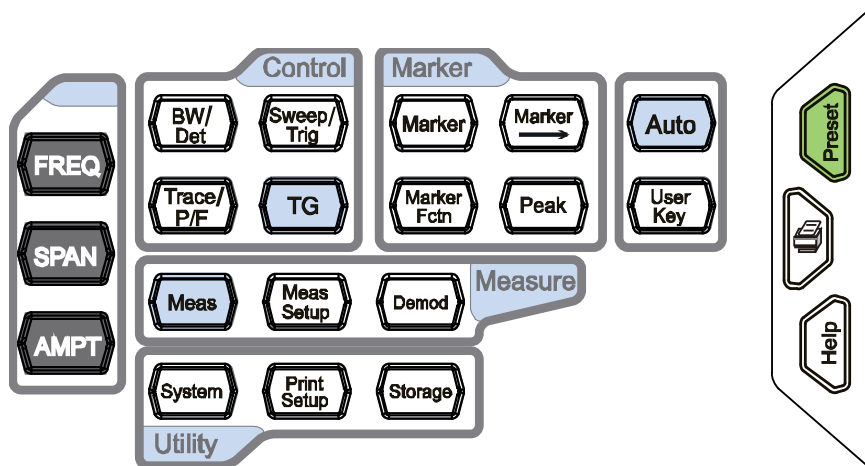 Control
Marker
BW/
Det
Sweep/
Trig
Marker
Marker
Auto
Preset
FREQ
Trace/
P/F
TG
Marker
Fctn
Peak
User
Key
SPAN
Measure
Meas
Meas
Setup
Demod
AMPT
Help
System
Print
Setup
Storage
Utility